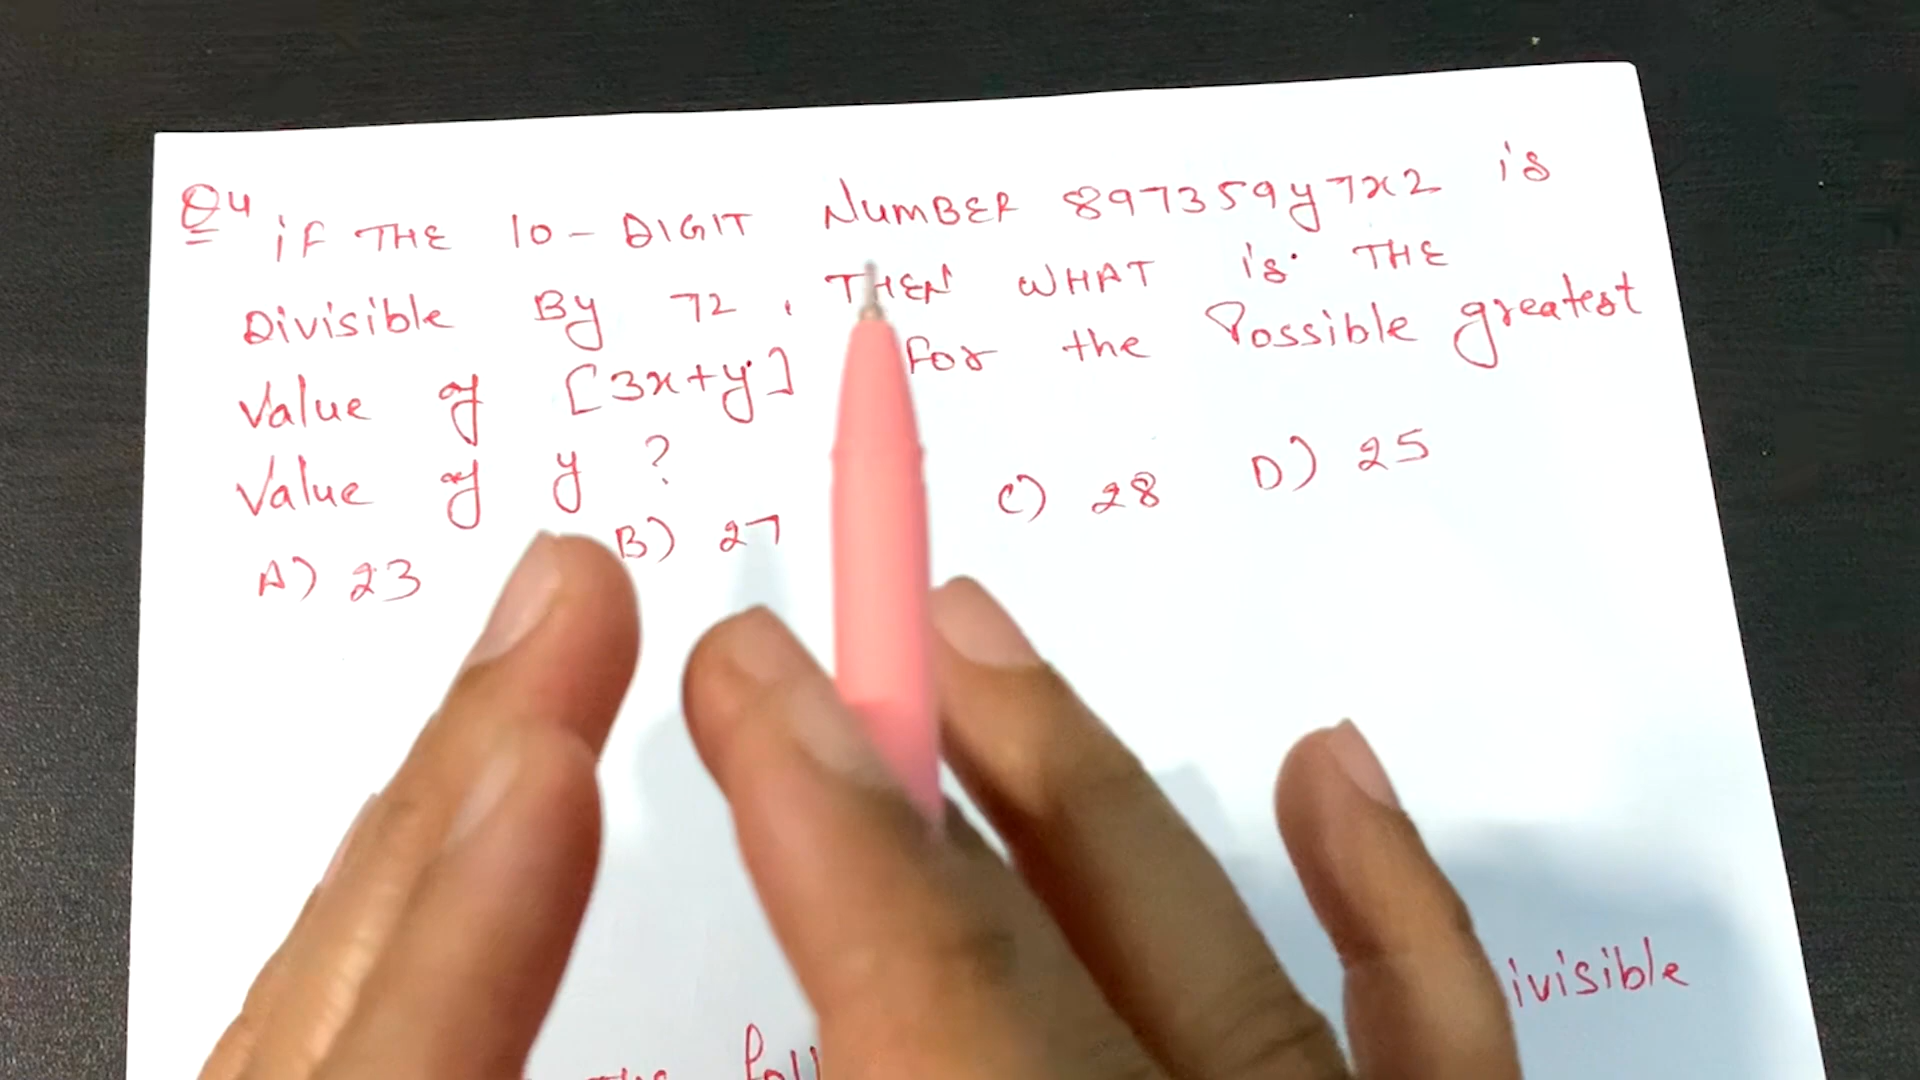 Q4 if THE 10-DIGIT NUMBER 897359y7x2 is
Divisible By 72, THEN WHAT is THE
Value of [3x+y] for the Possible greatest
Value of y ?
A) 23 B) 27 C) 28 D) 25
ivisible